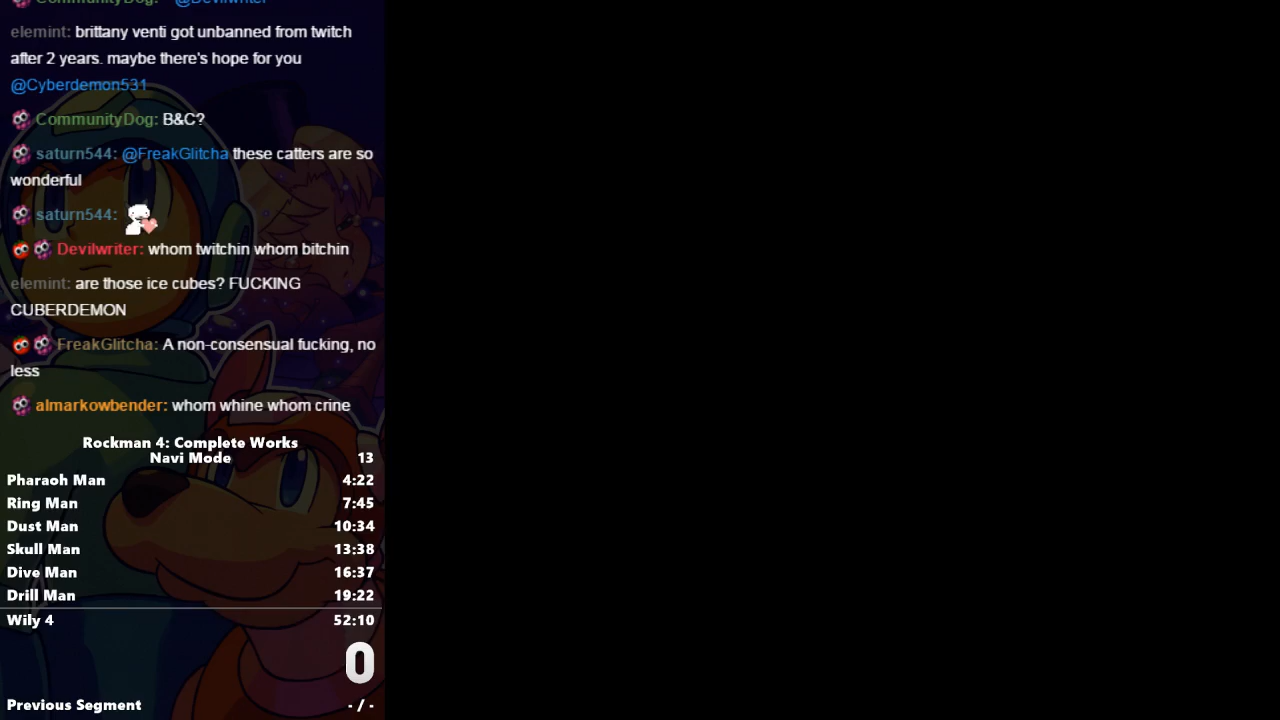 CommunityDog: @Devilwriter
elemint: brittany venti got unbanned from twitch
after 2 years. maybe there's hope for you
@Cyberdemon531
CommunityDog: B&C?
saturn544: @FreakGlitcha these catters are so
wonderful
saturn544:
Devilwriter: whom twitchin whom bitchin
elemint: are those ice cubes? FUCKING
CUBERDEMON
FreakGlitcha: A non-consensual fucking, no
less
almarkowbender: whom whine whom crine
Rockman 4: Complete Works
Navi Mode 13
Pharaoh Man 4:22
Ring Man 7:45
Dust Man 10:34
Skull Man 13:38
Dive Man 16:37
Drill Man 19:22
Wily 4 52:10
0
Previous Segment - / -